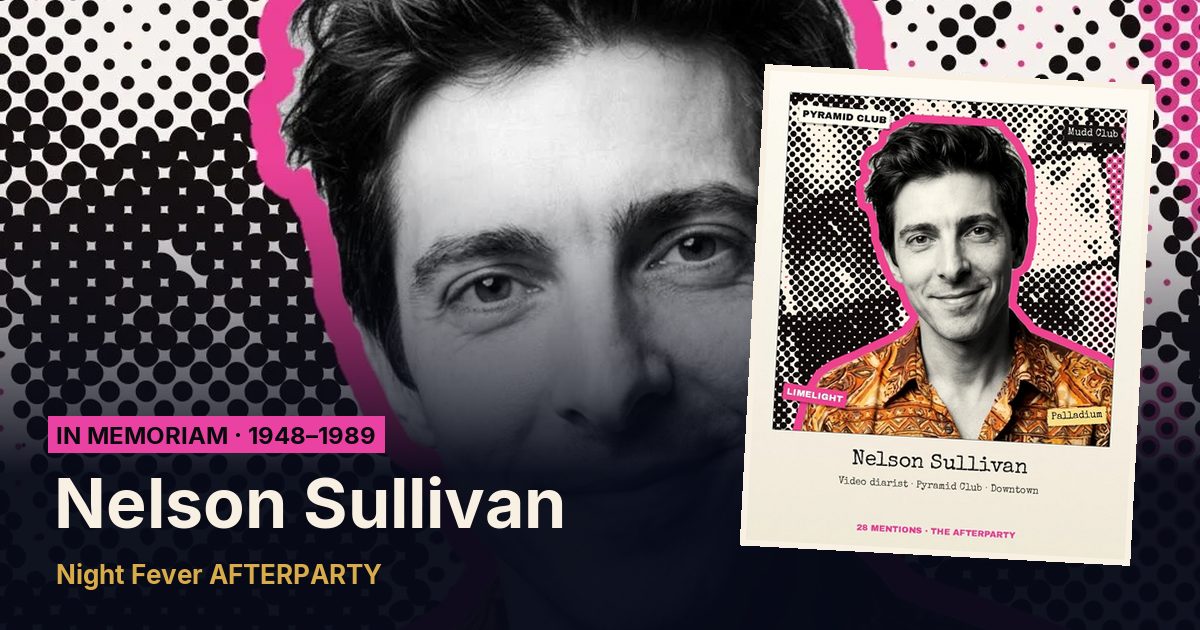 IN MEMORIAM · 1948–1989
Nelson Sullivan
Night Fever AFTERPARTY
PYRAMID CLUB
Mudd Club
LIMELIGHT
Palladium
Nelson Sullivan
Video diarist · Pyramid Club · Downtown
28 MENTIONS · THE AFTERPARTY